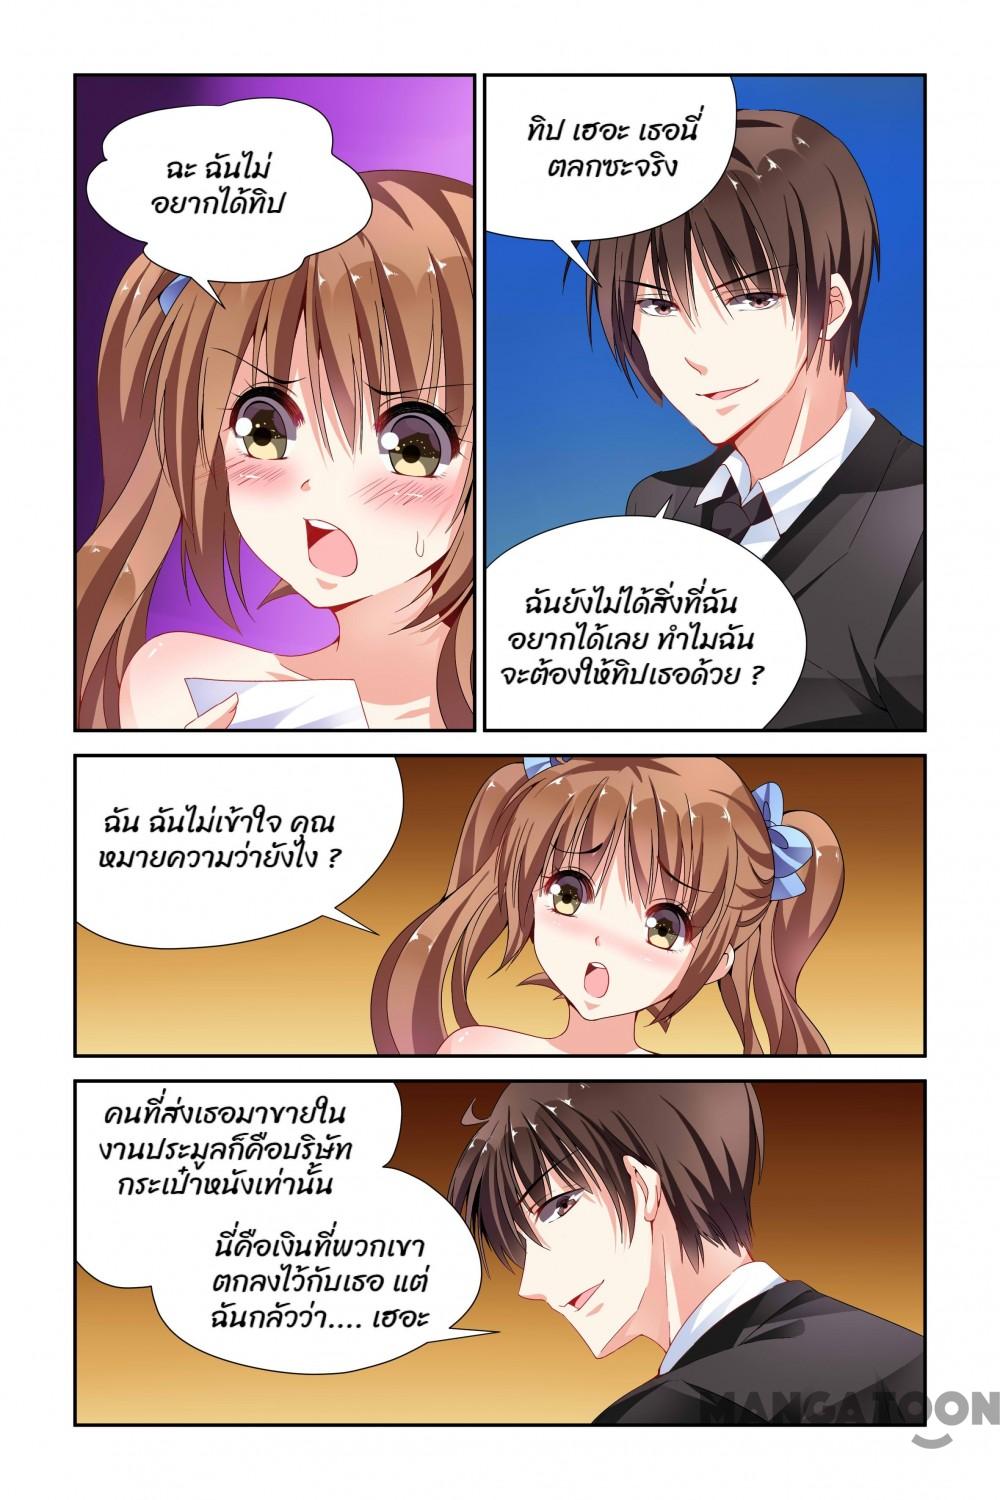 ฉะ ฉันไม่
อยากได้ทิป
ทิป เฮอะ เธอนี่
ตลกซะจริง
ฉันยังไม่ได้สิ่งที่ฉัน
อยากได้เลย ทำไมฉัน
จะต้องให้ทิปเธอด้วย ?
ฉัน ฉันไม่เข้าใจ คุณ
หมายความว่ายังไง ?
คนที่ส่งเธอมาขายใน
งานประมูลก็คือบริษัท
กระเป๋าหนังเท่านั้น
นี่คือเงินที่พวกเขา
ตกลงไว้กับเธอ แต่
ฉันกลัวว่า.... เฮอะ
MANGATOON